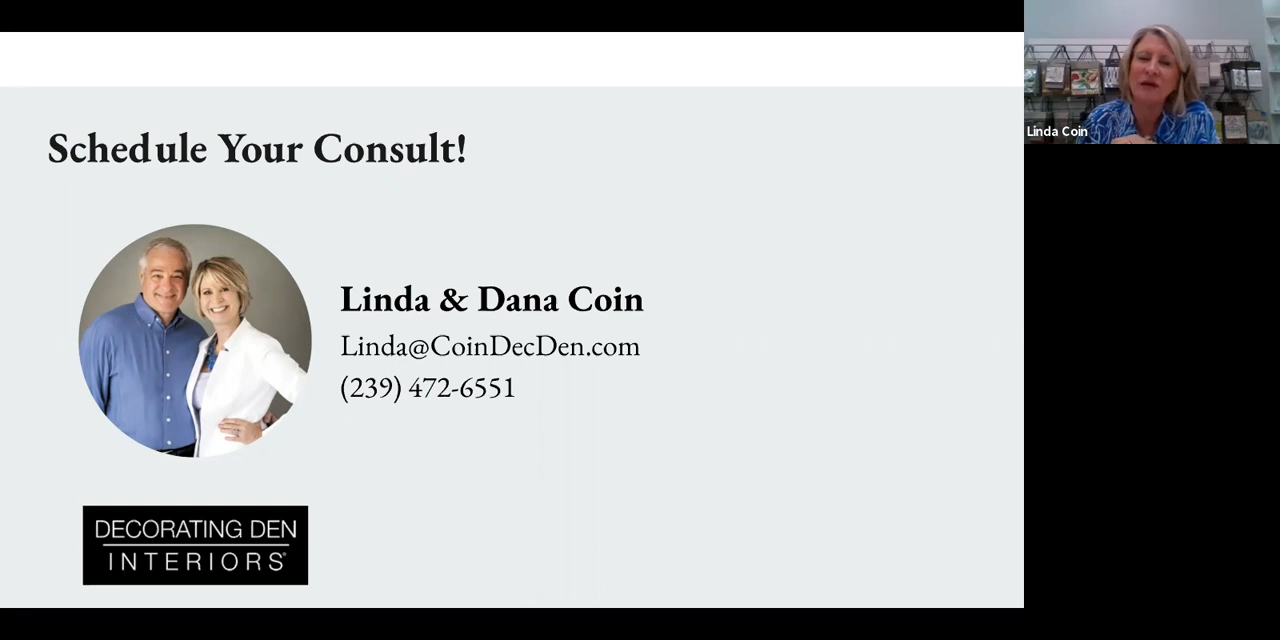 Schedule Your Consult!
Linda & Dana Coin
Linda@CoinDecDen.com
(239) 472-6551
DECORATING DEN
INTERIORS®
Linda Coin